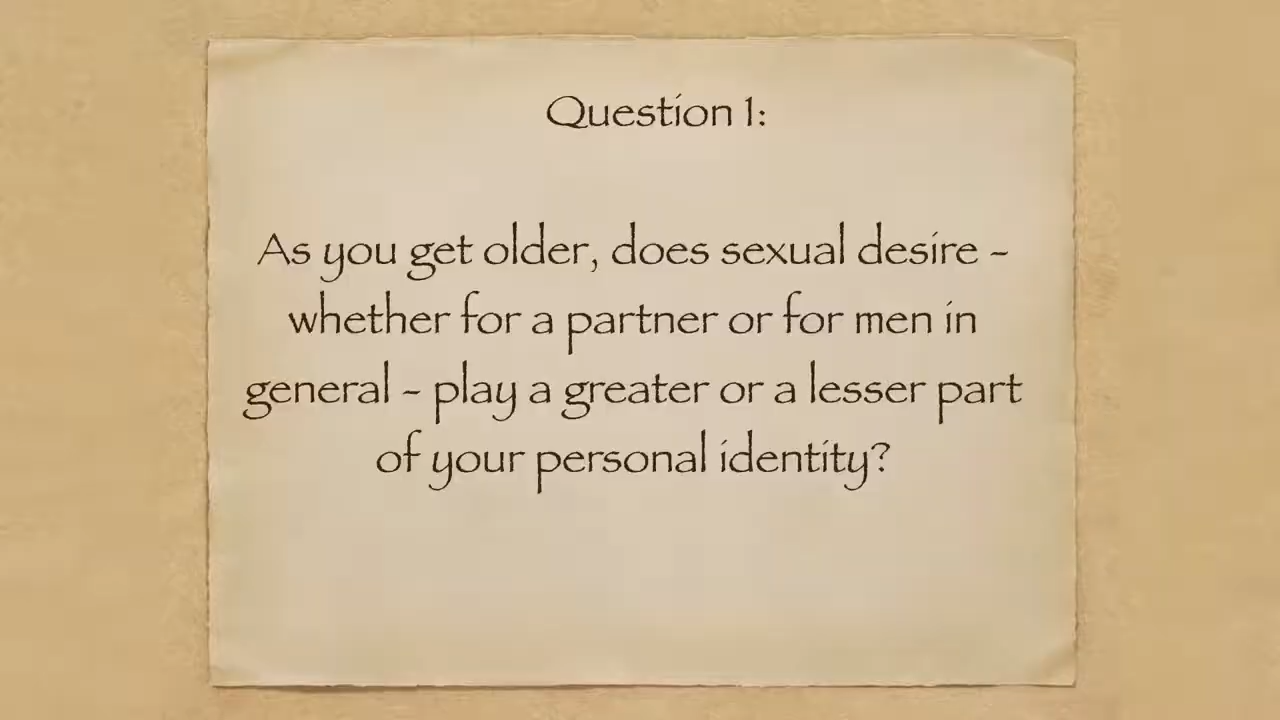 Question 1:
As you get older, does sexual desire -
whether for a partner or for men in
general - play a greater or a lesser part
of your personal identity?